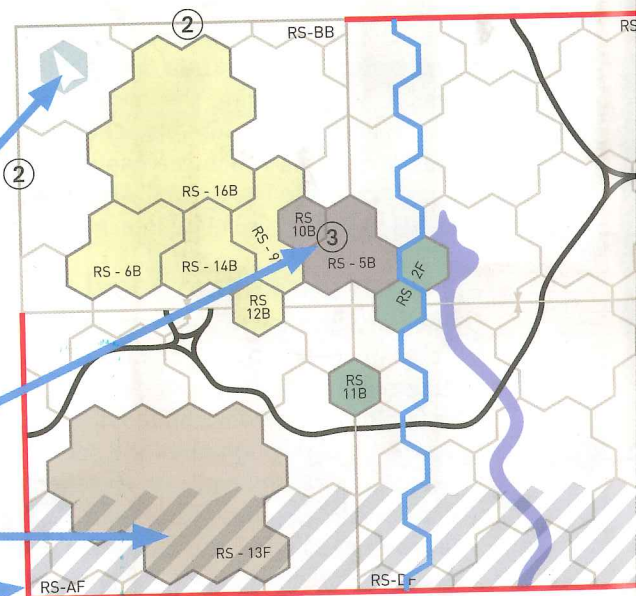 2
RS-BB
RS
2
RS - 16B
RS
10B
3
RS - 9
RS - 6B
RS - 14B
RS - 5B
RS - 2F
RS
12B
RS
11B
RS - 13F
RS-AF